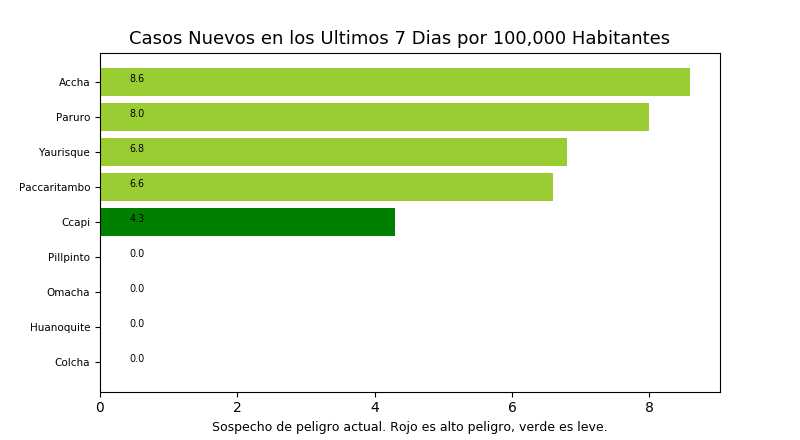 Casos Nuevos en los Ultimos 7 Dias por 100,000 Habitantes
Accha 8.6
Paruro 8.0
Yaurisque 6.8
Paccaritambo 6.6
Ccapi 4.3
Pillpinto 0.0
Omacha 0.0
Huanoquite 0.0
Colcha 0.0
0 2 4 6 8
Sospecho de peligro actual. Rojo es alto peligro, verde es leve.